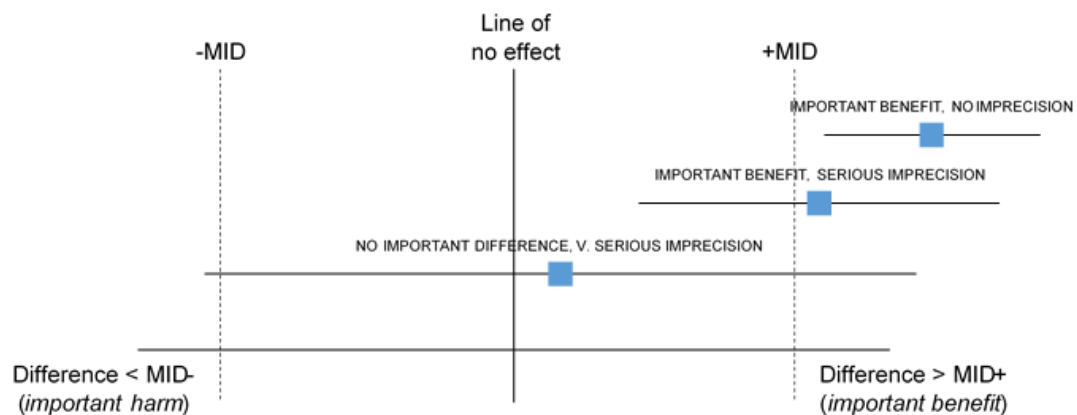 Line of
no effect
-MID
+MID
IMPORTANT BENEFIT, NO IMPRECISION
IMPORTANT BENEFIT, SERIOUS IMPRECISION
NO IMPORTANT DIFFERENCE, V. SERIOUS IMPRECISION
Difference < MID-
(important harm)
Difference > MID+
(important benefit)